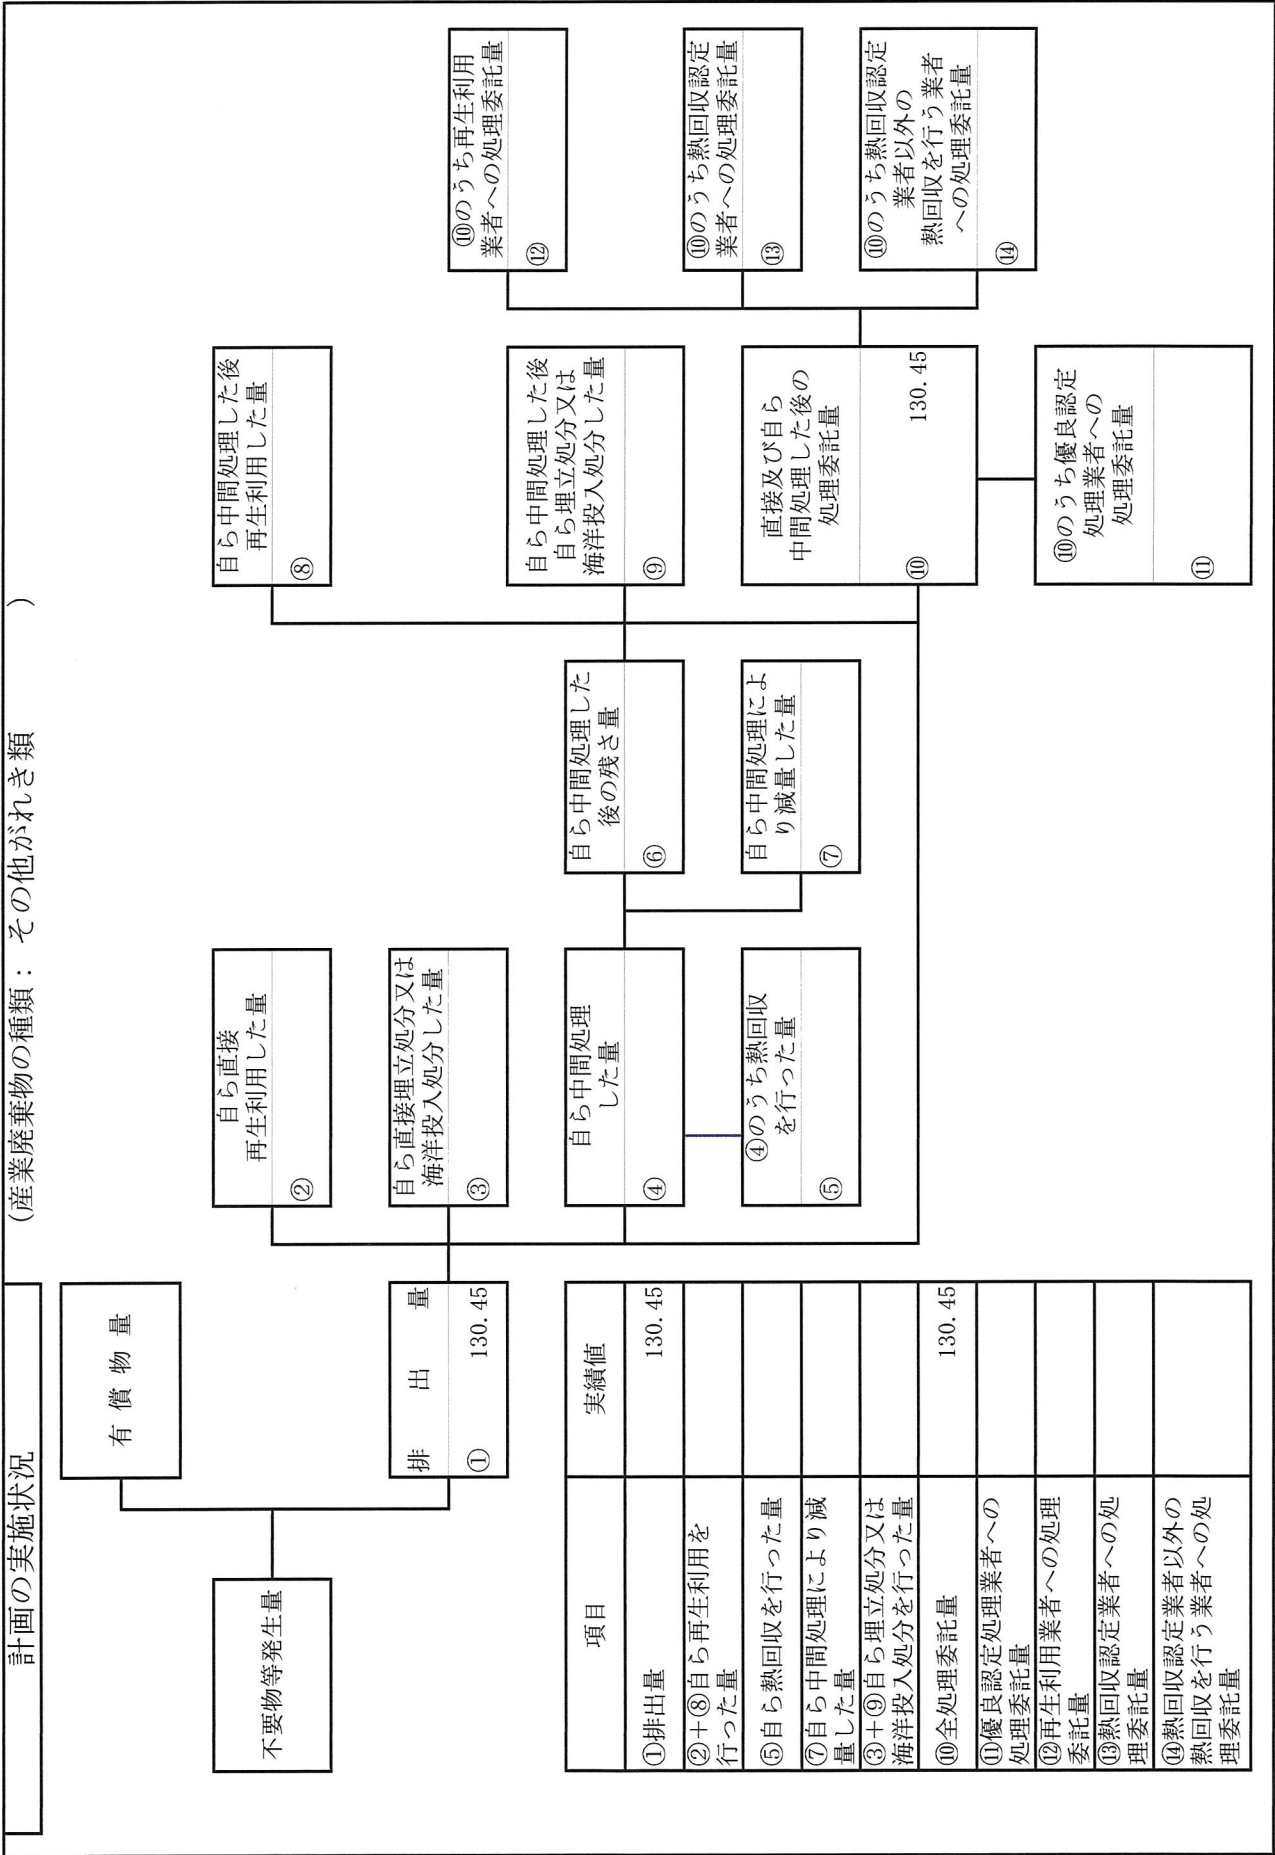 計画の実施状況
(産業廃棄物の種類： その他がれき類 )
不要物等発生量
有償物量
排出量
① 130.45
自ら直接
再生利用した量
②
自ら直接埋立処分又は
海洋投入処分した量
③
自ら中間処理
した量
④
④のうち熱回収
を行った量
⑤
自ら中間処理した
後の残さ量
⑥
自ら中間処理によ
り減量した量
⑦
自ら中間処理した後
再生利用した量
⑧
自ら中間処理した後
自ら埋立処分又は
海洋投入処分した量
⑨
直接及び自ら
中間処理した後の
処理委託量
⑩ 130.45
⑩のうち優良認定
処理業者への
処理委託量
⑪
⑩のうち再生利用
業者への処理委託量
⑫
⑩のうち熱回収認定
業者への処理委託量
⑬
⑩のうち熱回収認定
業者以外の
熱回収を行う業者
への処理委託量
⑭
項目 実績値
①排出量 130.45
②＋⑧自ら再生利用を
行った量
⑤自ら熱回収を行った量
⑦自ら中間処理により減
量した量
③＋⑨自ら埋立処分又は
海洋投入処分を行った量
⑩全処理委託量 130.45
⑪優良認定処理業者への
処理委託量
⑫再生利用業者への処理
委託量
⑬熱回収認定業者への処
理委託量
⑭熱回収認定業者以外の
熱回収を行う業者への処
理委託量